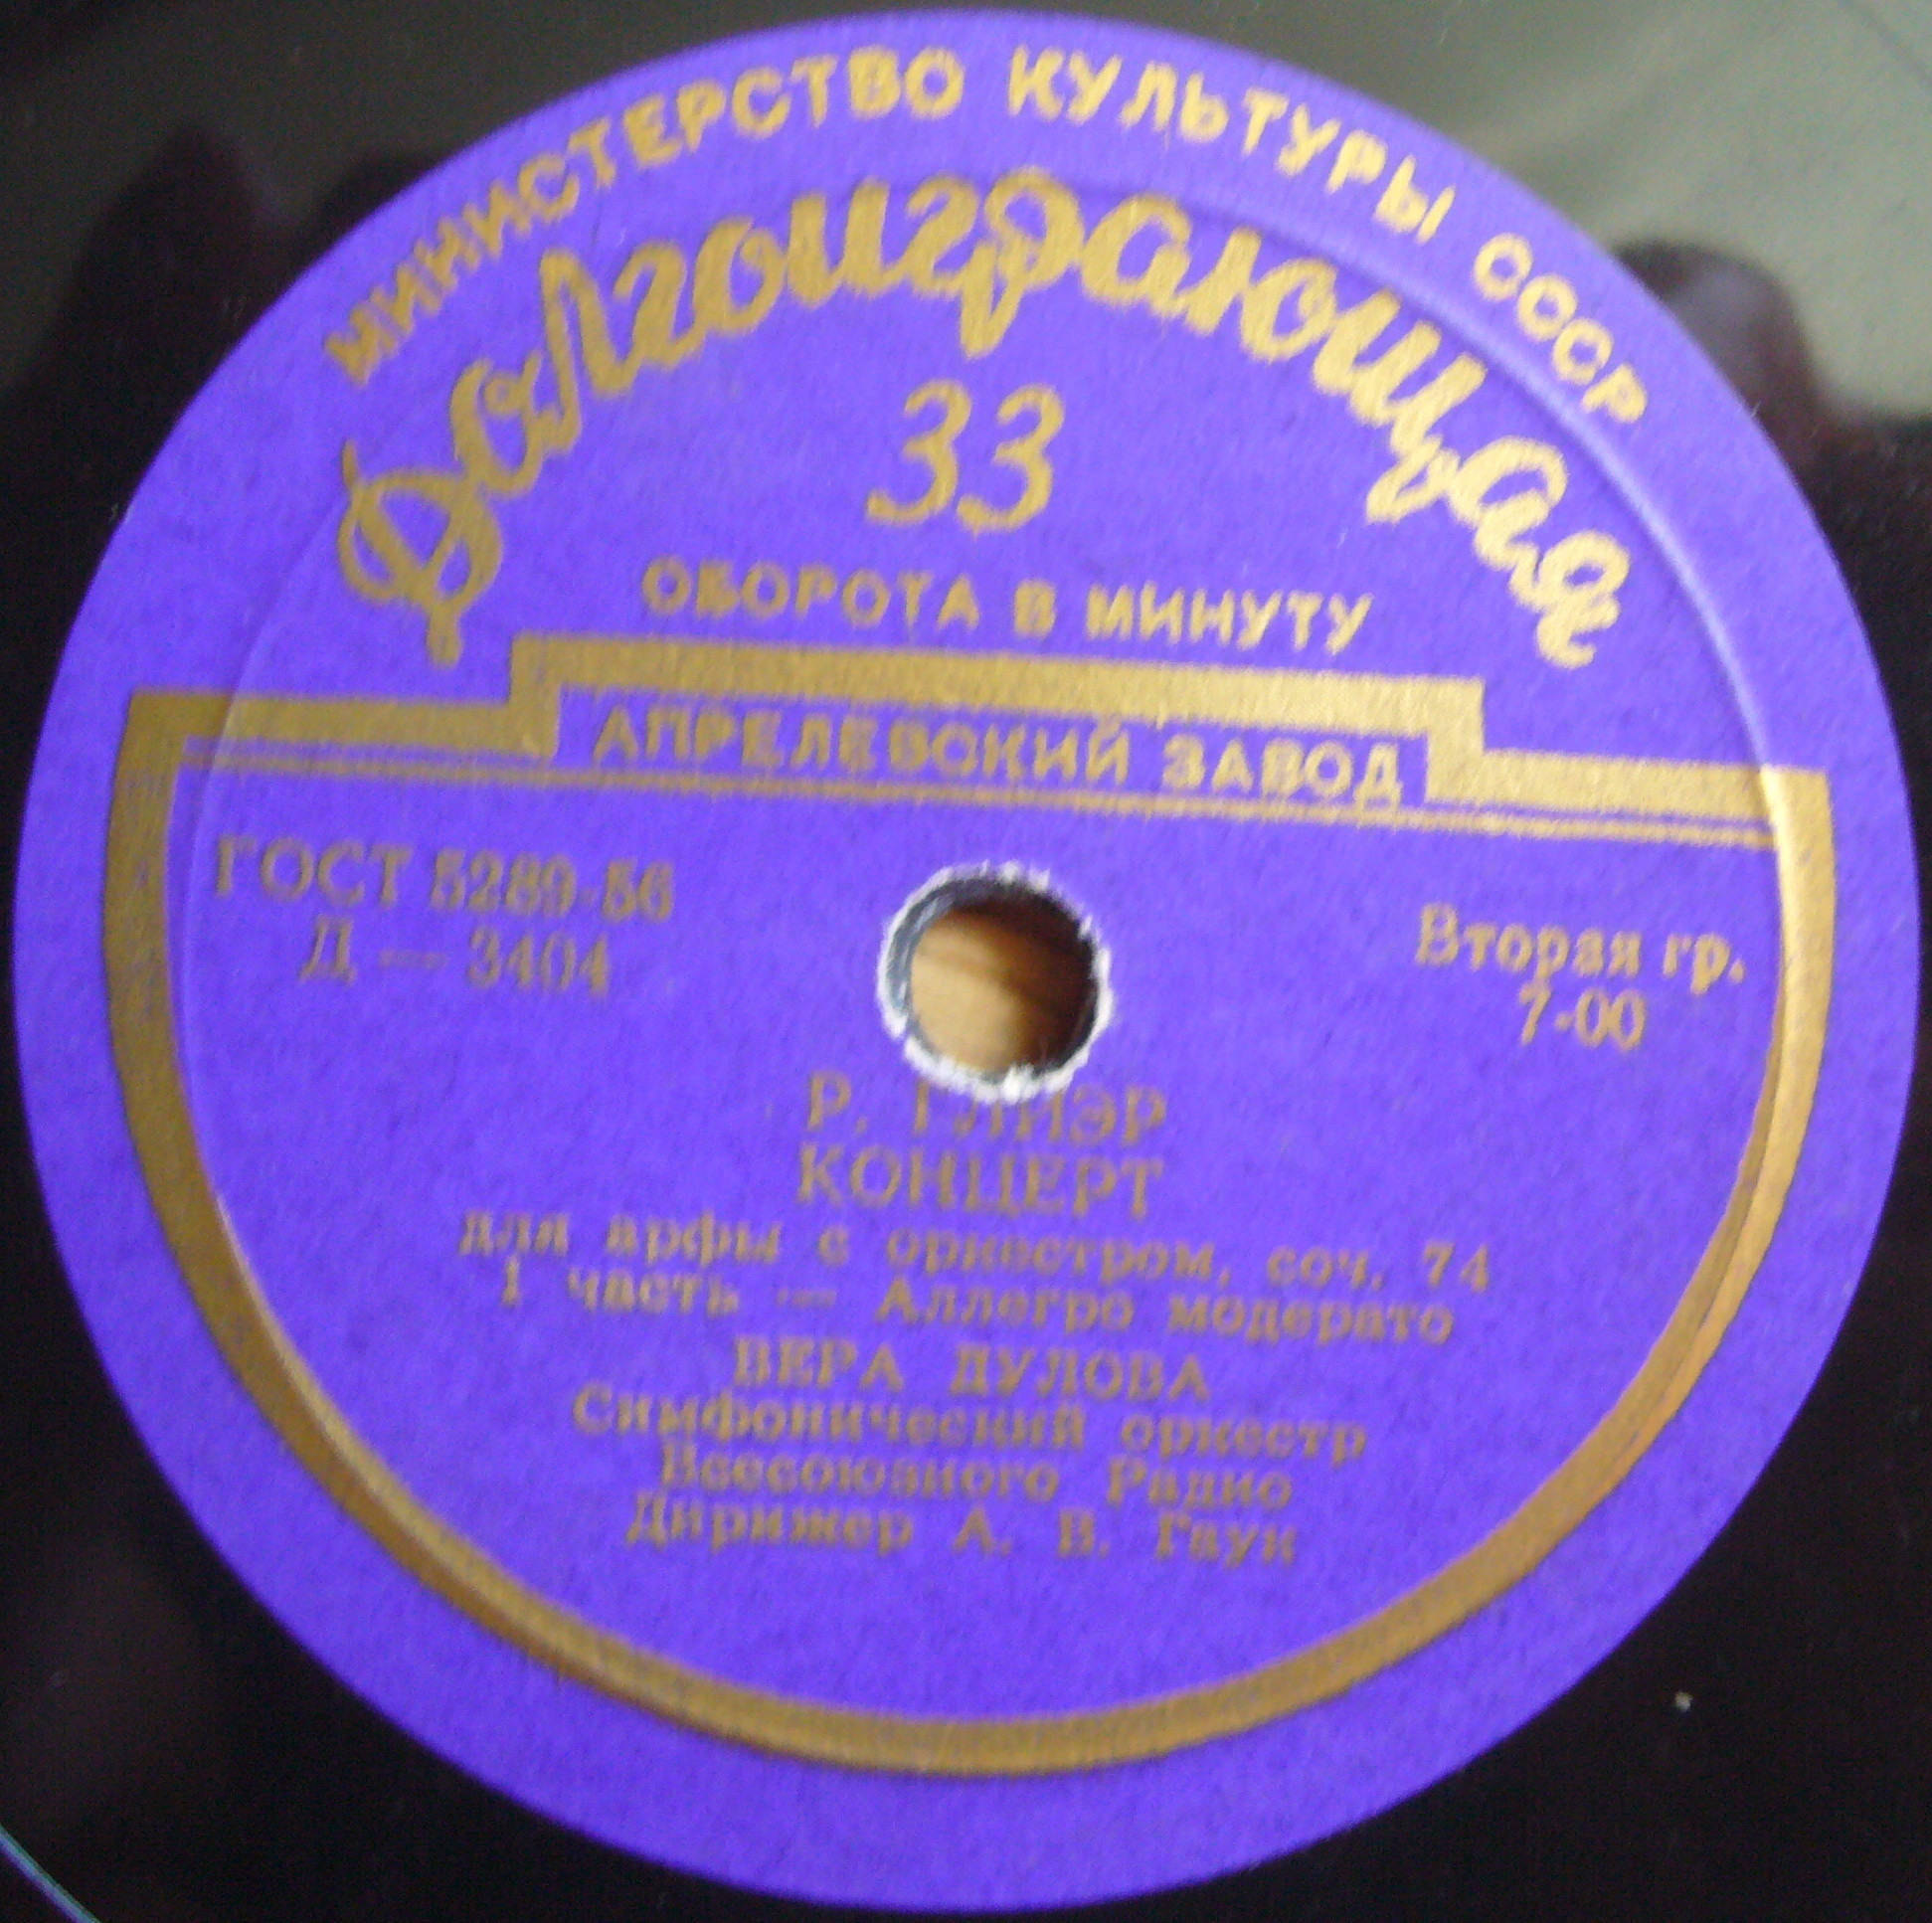 МИНИСТЕРСТВО КУЛЬТУРЫ СССР
Долгоиграющая
33
ОБОРОТА В МИНУТУ
АПРЕЛЕВСКИЙ ЗАВОД
ГОСТ 5289-56
Д — 3404
Вторая гр.
7-00
Р. ГЛИЭР
КОНЦЕРТ
для арфы с оркестром, соч. 74
1 часть — Аллегро модерато
ВЕРА ДУЛОВА
Симфонический оркестр
Всесоюзного Радио
Дирижер А. В. Гаук